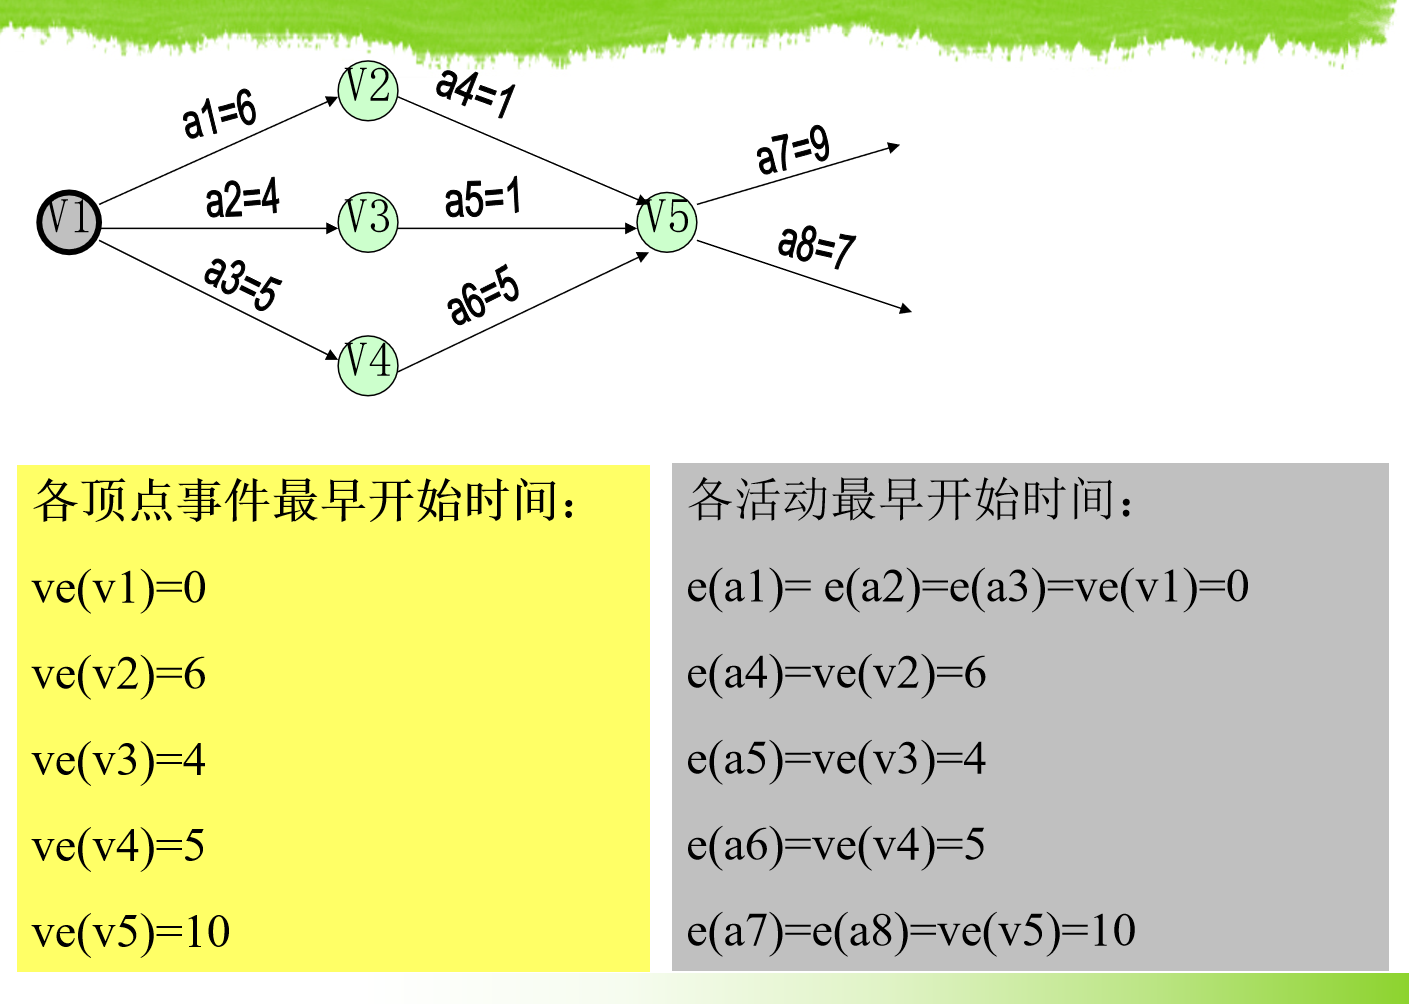 V2
a4=1
a1=6
a7=9
a2=4
a5=1
V1
V3
V5
a8=7
a3=5
a6=5
V4
各顶点事件最早开始时间：
ve(v1)=0
ve(v2)=6
ve(v3)=4
ve(v4)=5
ve(v5)=10
各活动最早开始时间：
e(a1)= e(a2)=e(a3)=ve(v1)=0
e(a4)=ve(v2)=6
e(a5)=ve(v3)=4
e(a6)=ve(v4)=5
e(a7)=e(a8)=ve(v5)=10